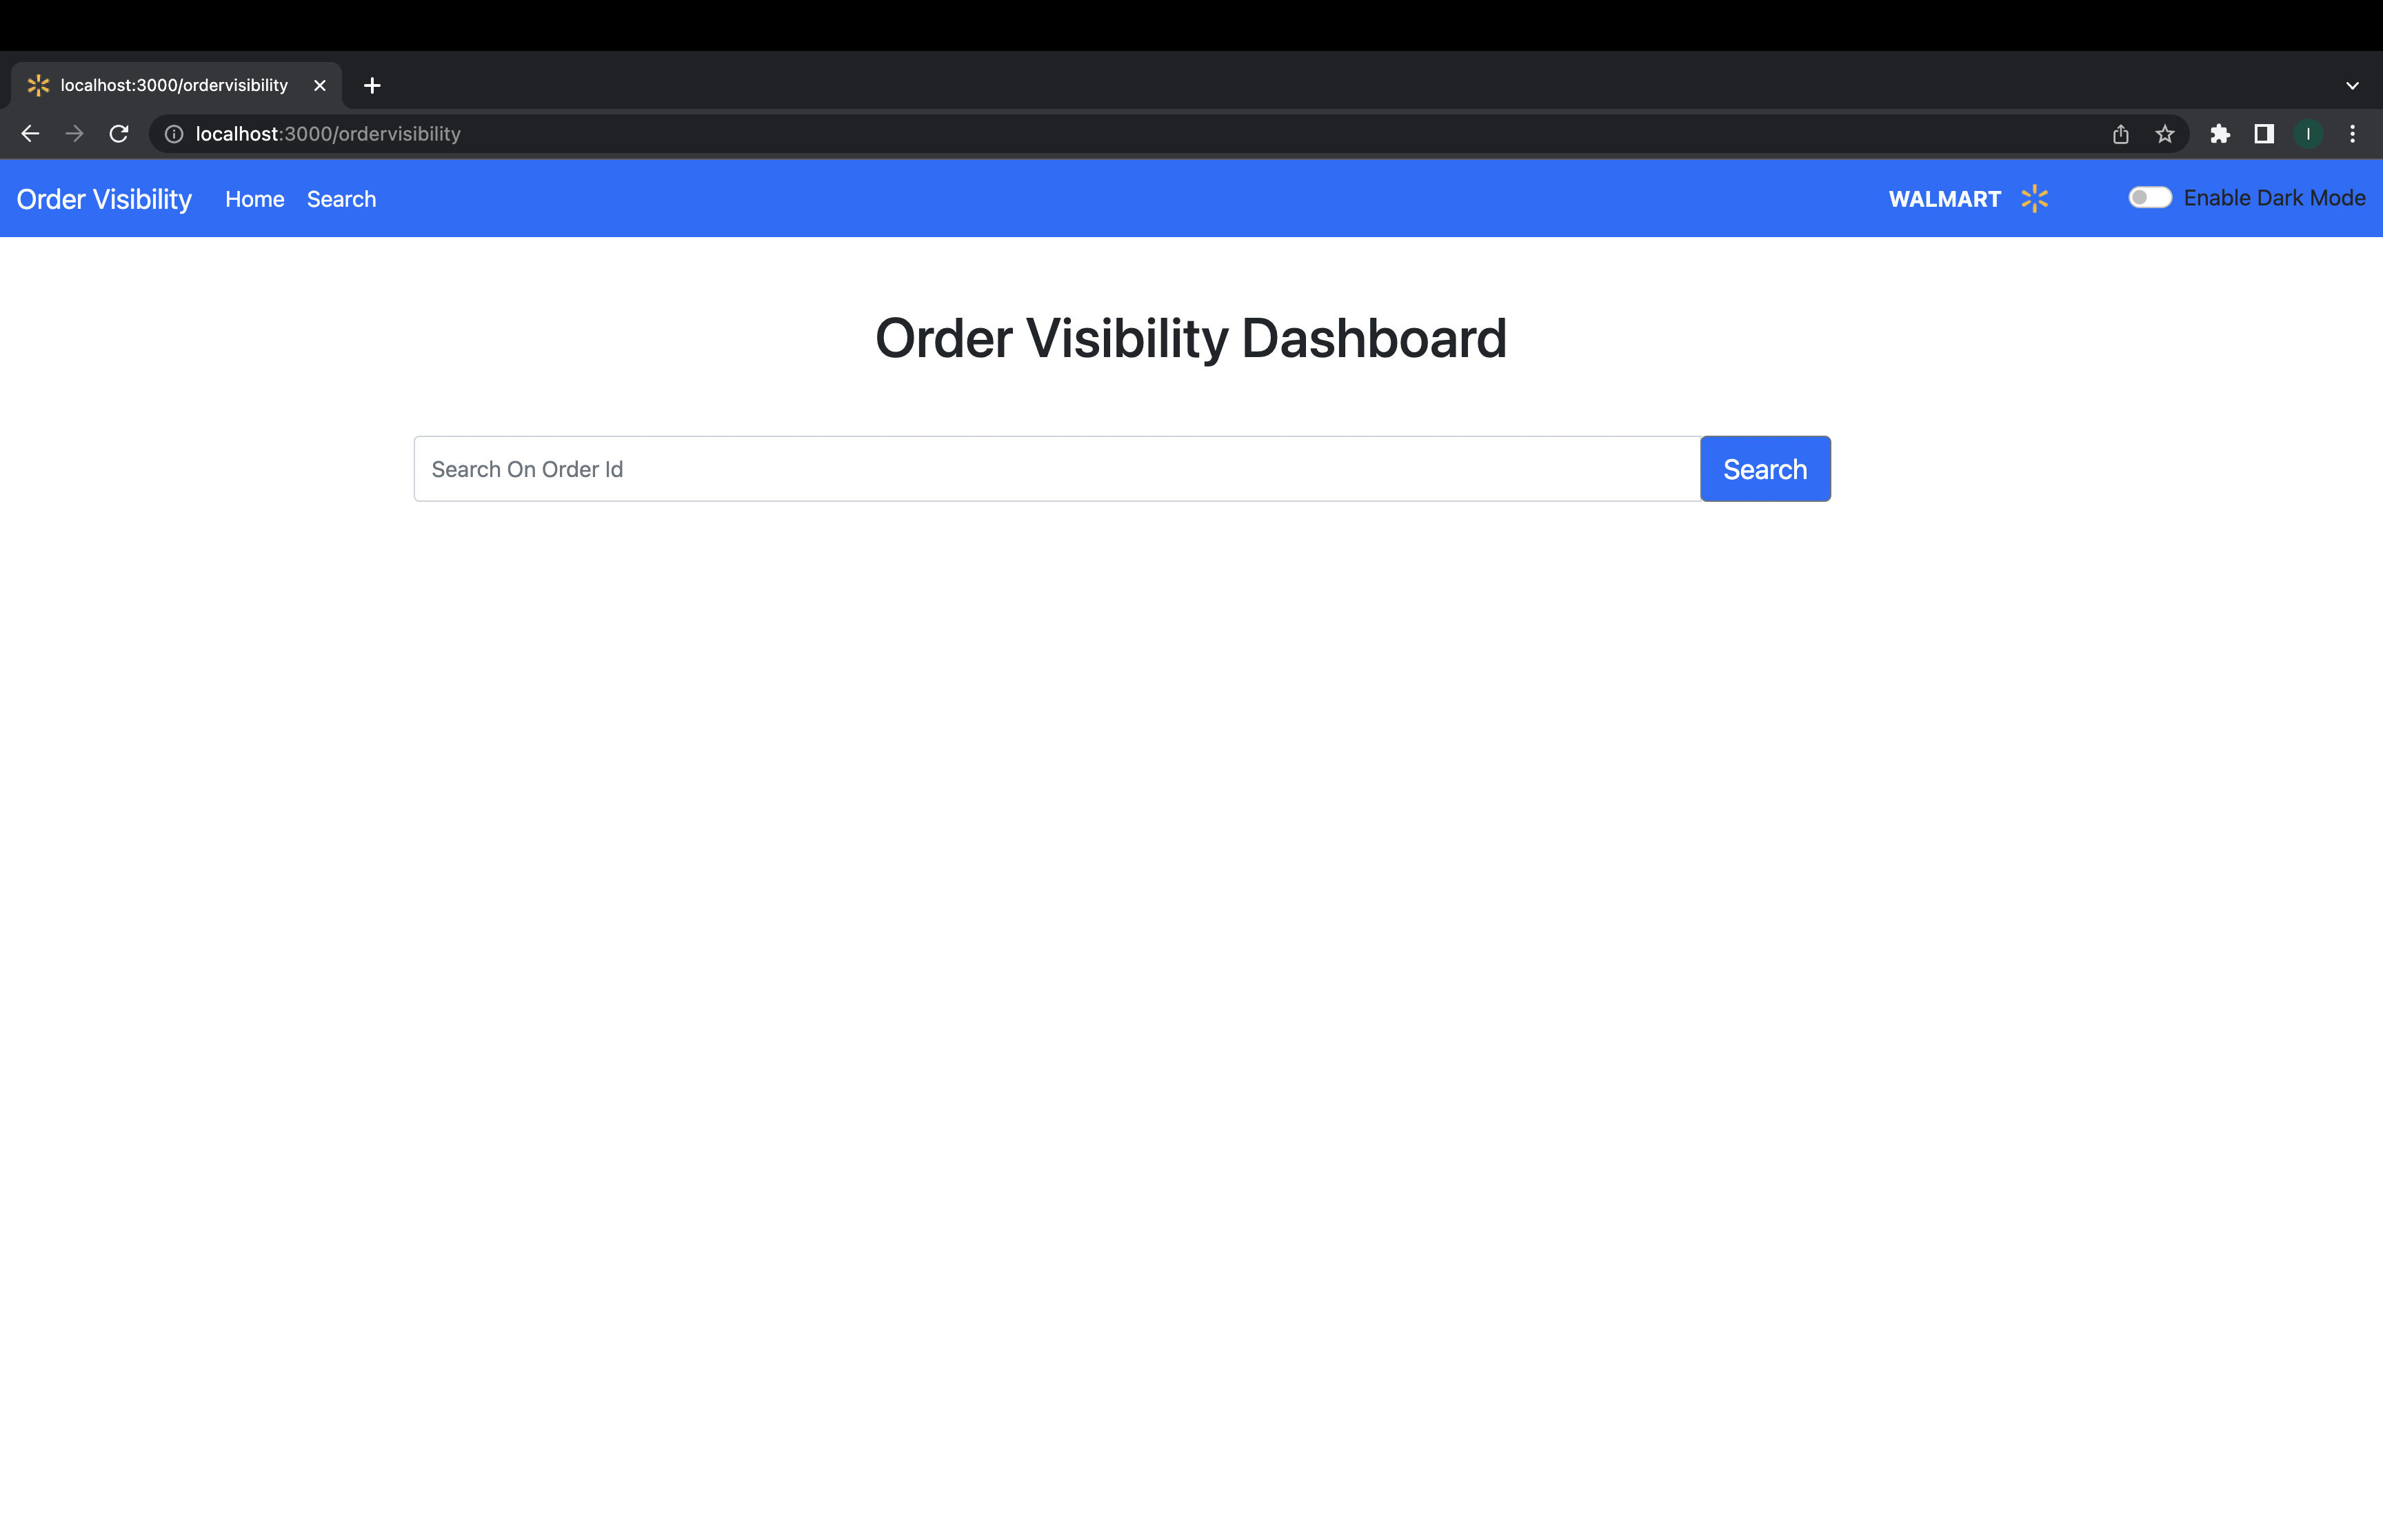 localhost:3000/ordervisibility
localhost:3000/ordervisibility
I
Order Visibility Home Search WALMART Enable Dark Mode
Order Visibility Dashboard
Search On Order Id Search